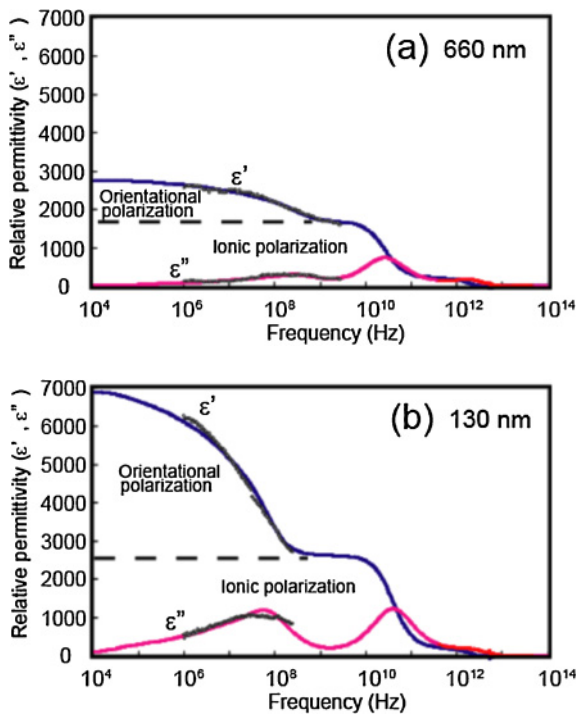 Relative permittivity (ε', ε")
7000
6000
5000
4000
3000
2000
1000
0
(a) 660 nm
ε'
Orientational
polarization
Ionic polarization
ε"
10⁴ 10⁶ 10⁸ 10¹⁰ 10¹² 10¹⁴
Frequency (Hz)
Relative permittivity (ε', ε")
7000
6000
5000
4000
3000
2000
1000
0
(b) 130 nm
ε'
Orientational
polarization
Ionic polarization
ε"
10⁴ 10⁶ 10⁸ 10¹⁰ 10¹² 10¹⁴
Frequency (Hz)